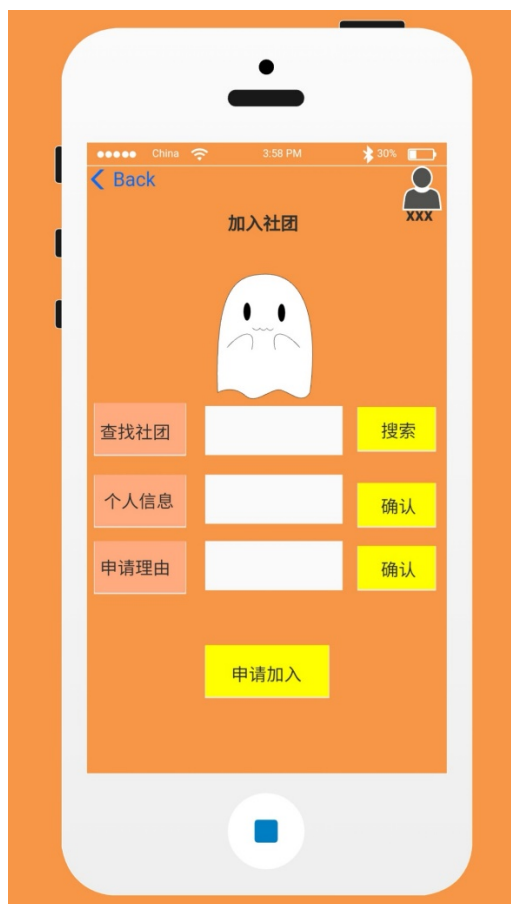 China 3:58 PM 30%
Back
xxx
加入社团
查找社团 搜索
个人信息 确认
申请理由 确认
申请加入